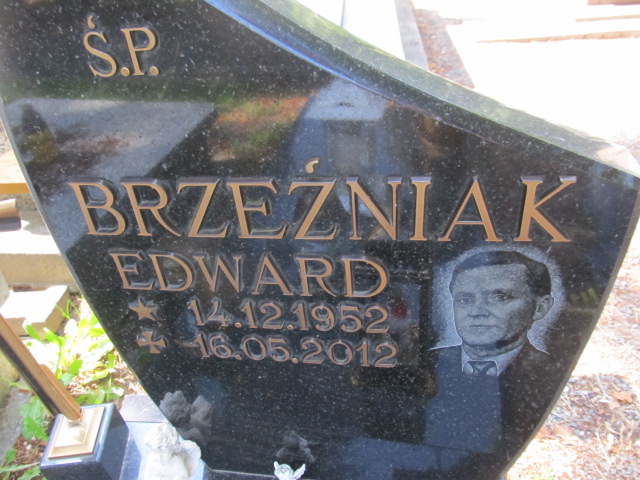 Ś.P.
BRZEŹNIAK
EDWARD
14.12.1952
16.05.2012